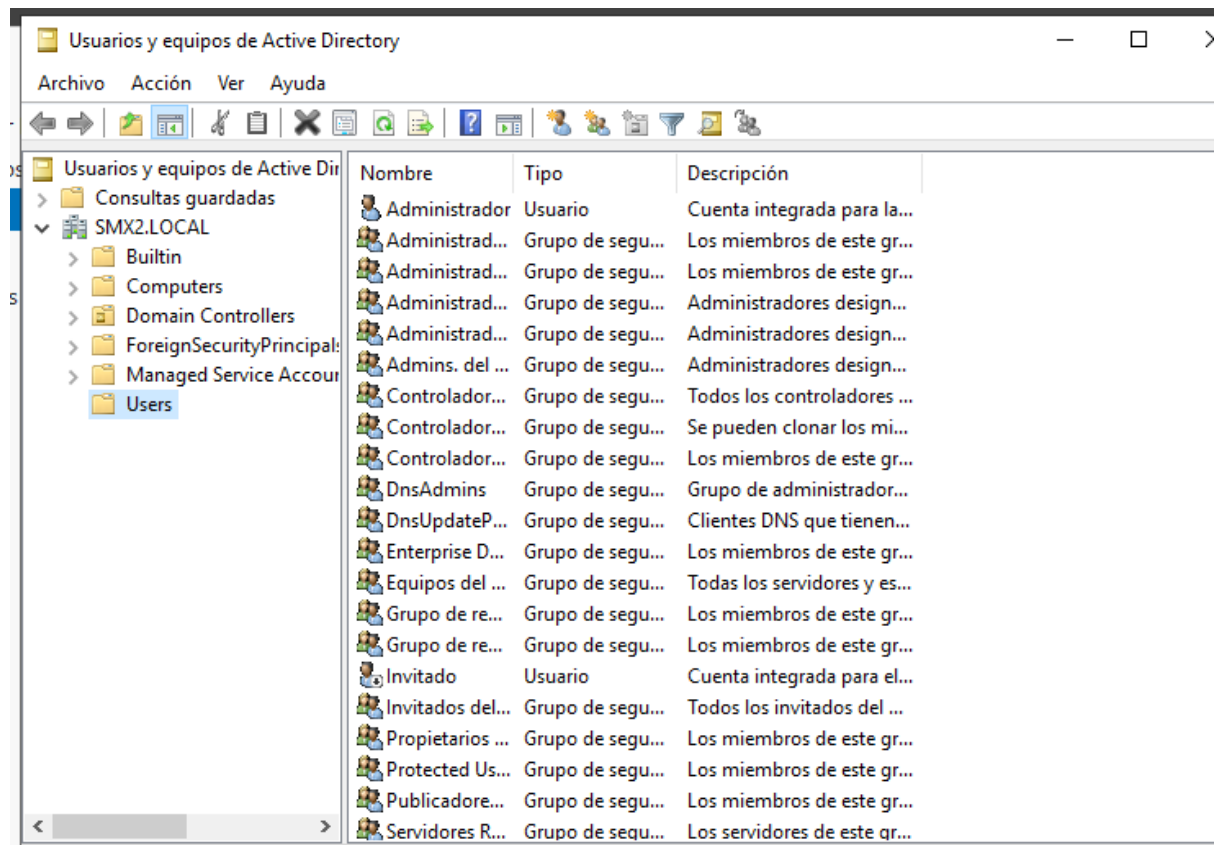 Usuarios y equipos de Active Directory
Archivo Acción Ver Ayuda
Usuarios y equipos de Active Dir
Consultas guardadas
SMX2.LOCAL
Builtin
Computers
Domain Controllers
ForeignSecurityPrincipal
Managed Service Accour
Users
Nombre Tipo Descripción
Administrador Usuario Cuenta integrada para la...
Administrad... Grupo de segu... Los miembros de este gr...
Administrad... Grupo de segu... Los miembros de este gr...
Administrad... Grupo de segu... Administradores design...
Administrad... Grupo de segu... Administradores design...
Admins. del ... Grupo de segu... Administradores design...
Controlador... Grupo de segu... Todos los controladores ...
Controlador... Grupo de segu... Se pueden clonar los mi...
Controlador... Grupo de segu... Los miembros de este gr...
DnsAdmins Grupo de segu... Grupo de administrador...
DnsUpdateP... Grupo de segu... Clientes DNS que tienen...
Enterprise D... Grupo de segu... Los miembros de este gr...
Equipos del ... Grupo de segu... Todas los servidores y es...
Grupo de re... Grupo de segu... Los miembros de este gr...
Grupo de re... Grupo de segu... Los miembros de este gr...
Invitado Usuario Cuenta integrada para el...
Invitados del... Grupo de segu... Todos los invitados del ...
Propietarios ... Grupo de segu... Los miembros de este gr...
Protected Us... Grupo de segu... Los miembros de este gr...
Publicadore... Grupo de segu... Los miembros de este gr...
Servidores R... Grupo de segu... Los servidores de este gr...